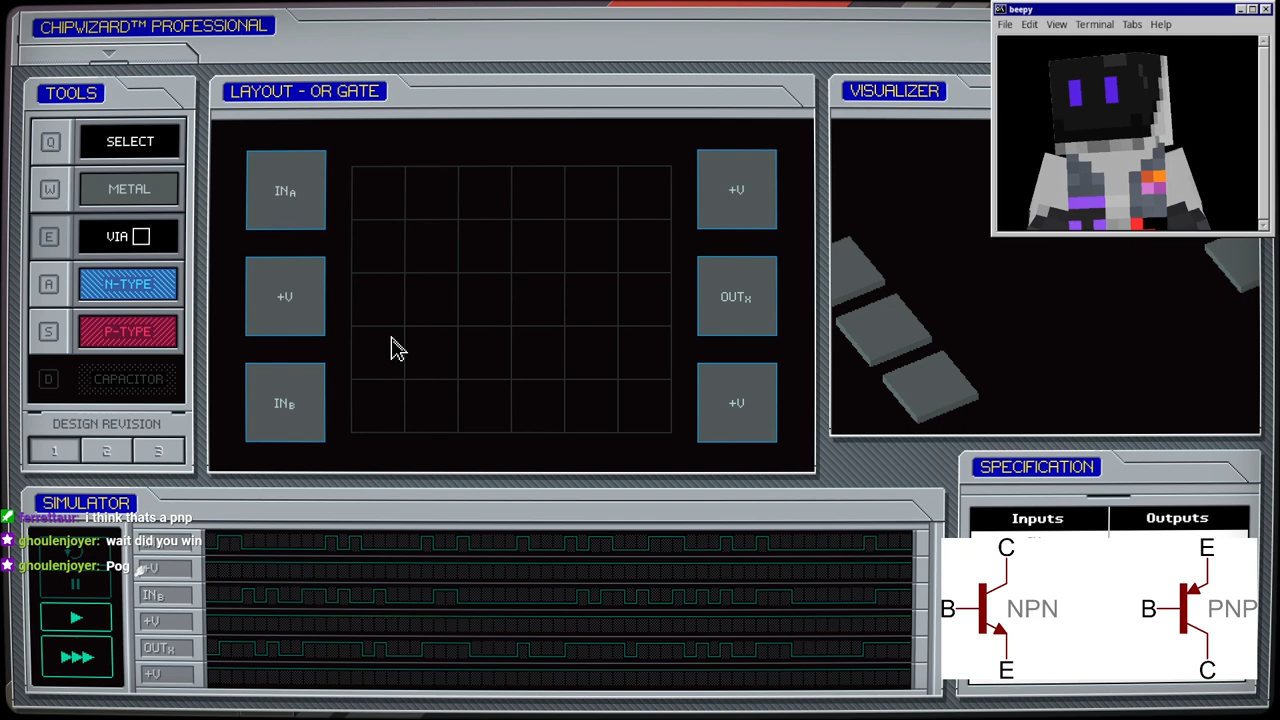 CHIPWIZARD™ PROFESSIONAL
beepy
File Edit View Terminal Tabs Help
TOOLS
Q SELECT
W METAL
E VIA
A N-TYPE
S P-TYPE
D CAPACITOR
DESIGN REVISION
1 2 3
LAYOUT - OR GATE
INA
+V
INB
+V
OUTX
+V
VISUALIZER
SIMULATOR
ferrettaur: i think thats a pnp
ghoulenjoyer: wait did you win
ghoulenjoyer: Pog
+V
INB
+V
OUTX
+V
SPECIFICATION
Inputs Outputs
C
B NPN
E
E
B PNP
C